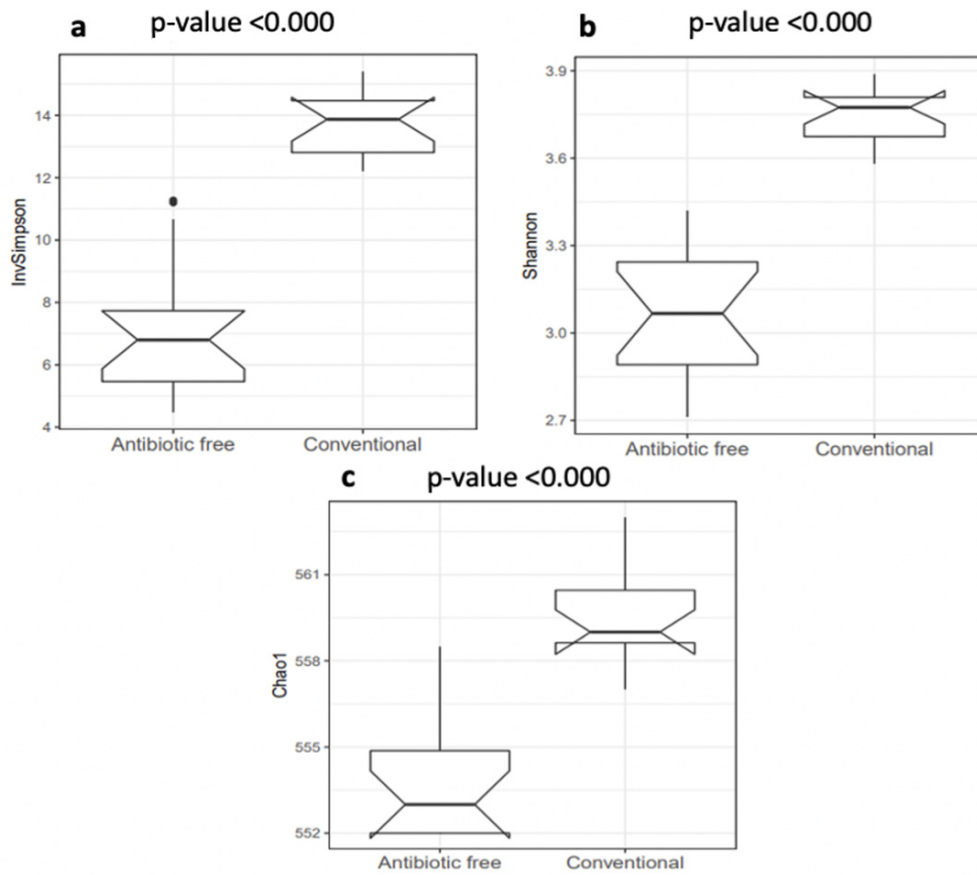 a p-value <0.000
InvSimpson
14
12
10
8
6
4
Antibiotic free Conventional
b p-value <0.000
Shannon
3.9
3.6
3.3
3.0
2.7
Antibiotic free Conventional
c p-value <0.000
Chao1
561
558
555
552
Antibiotic free Conventional